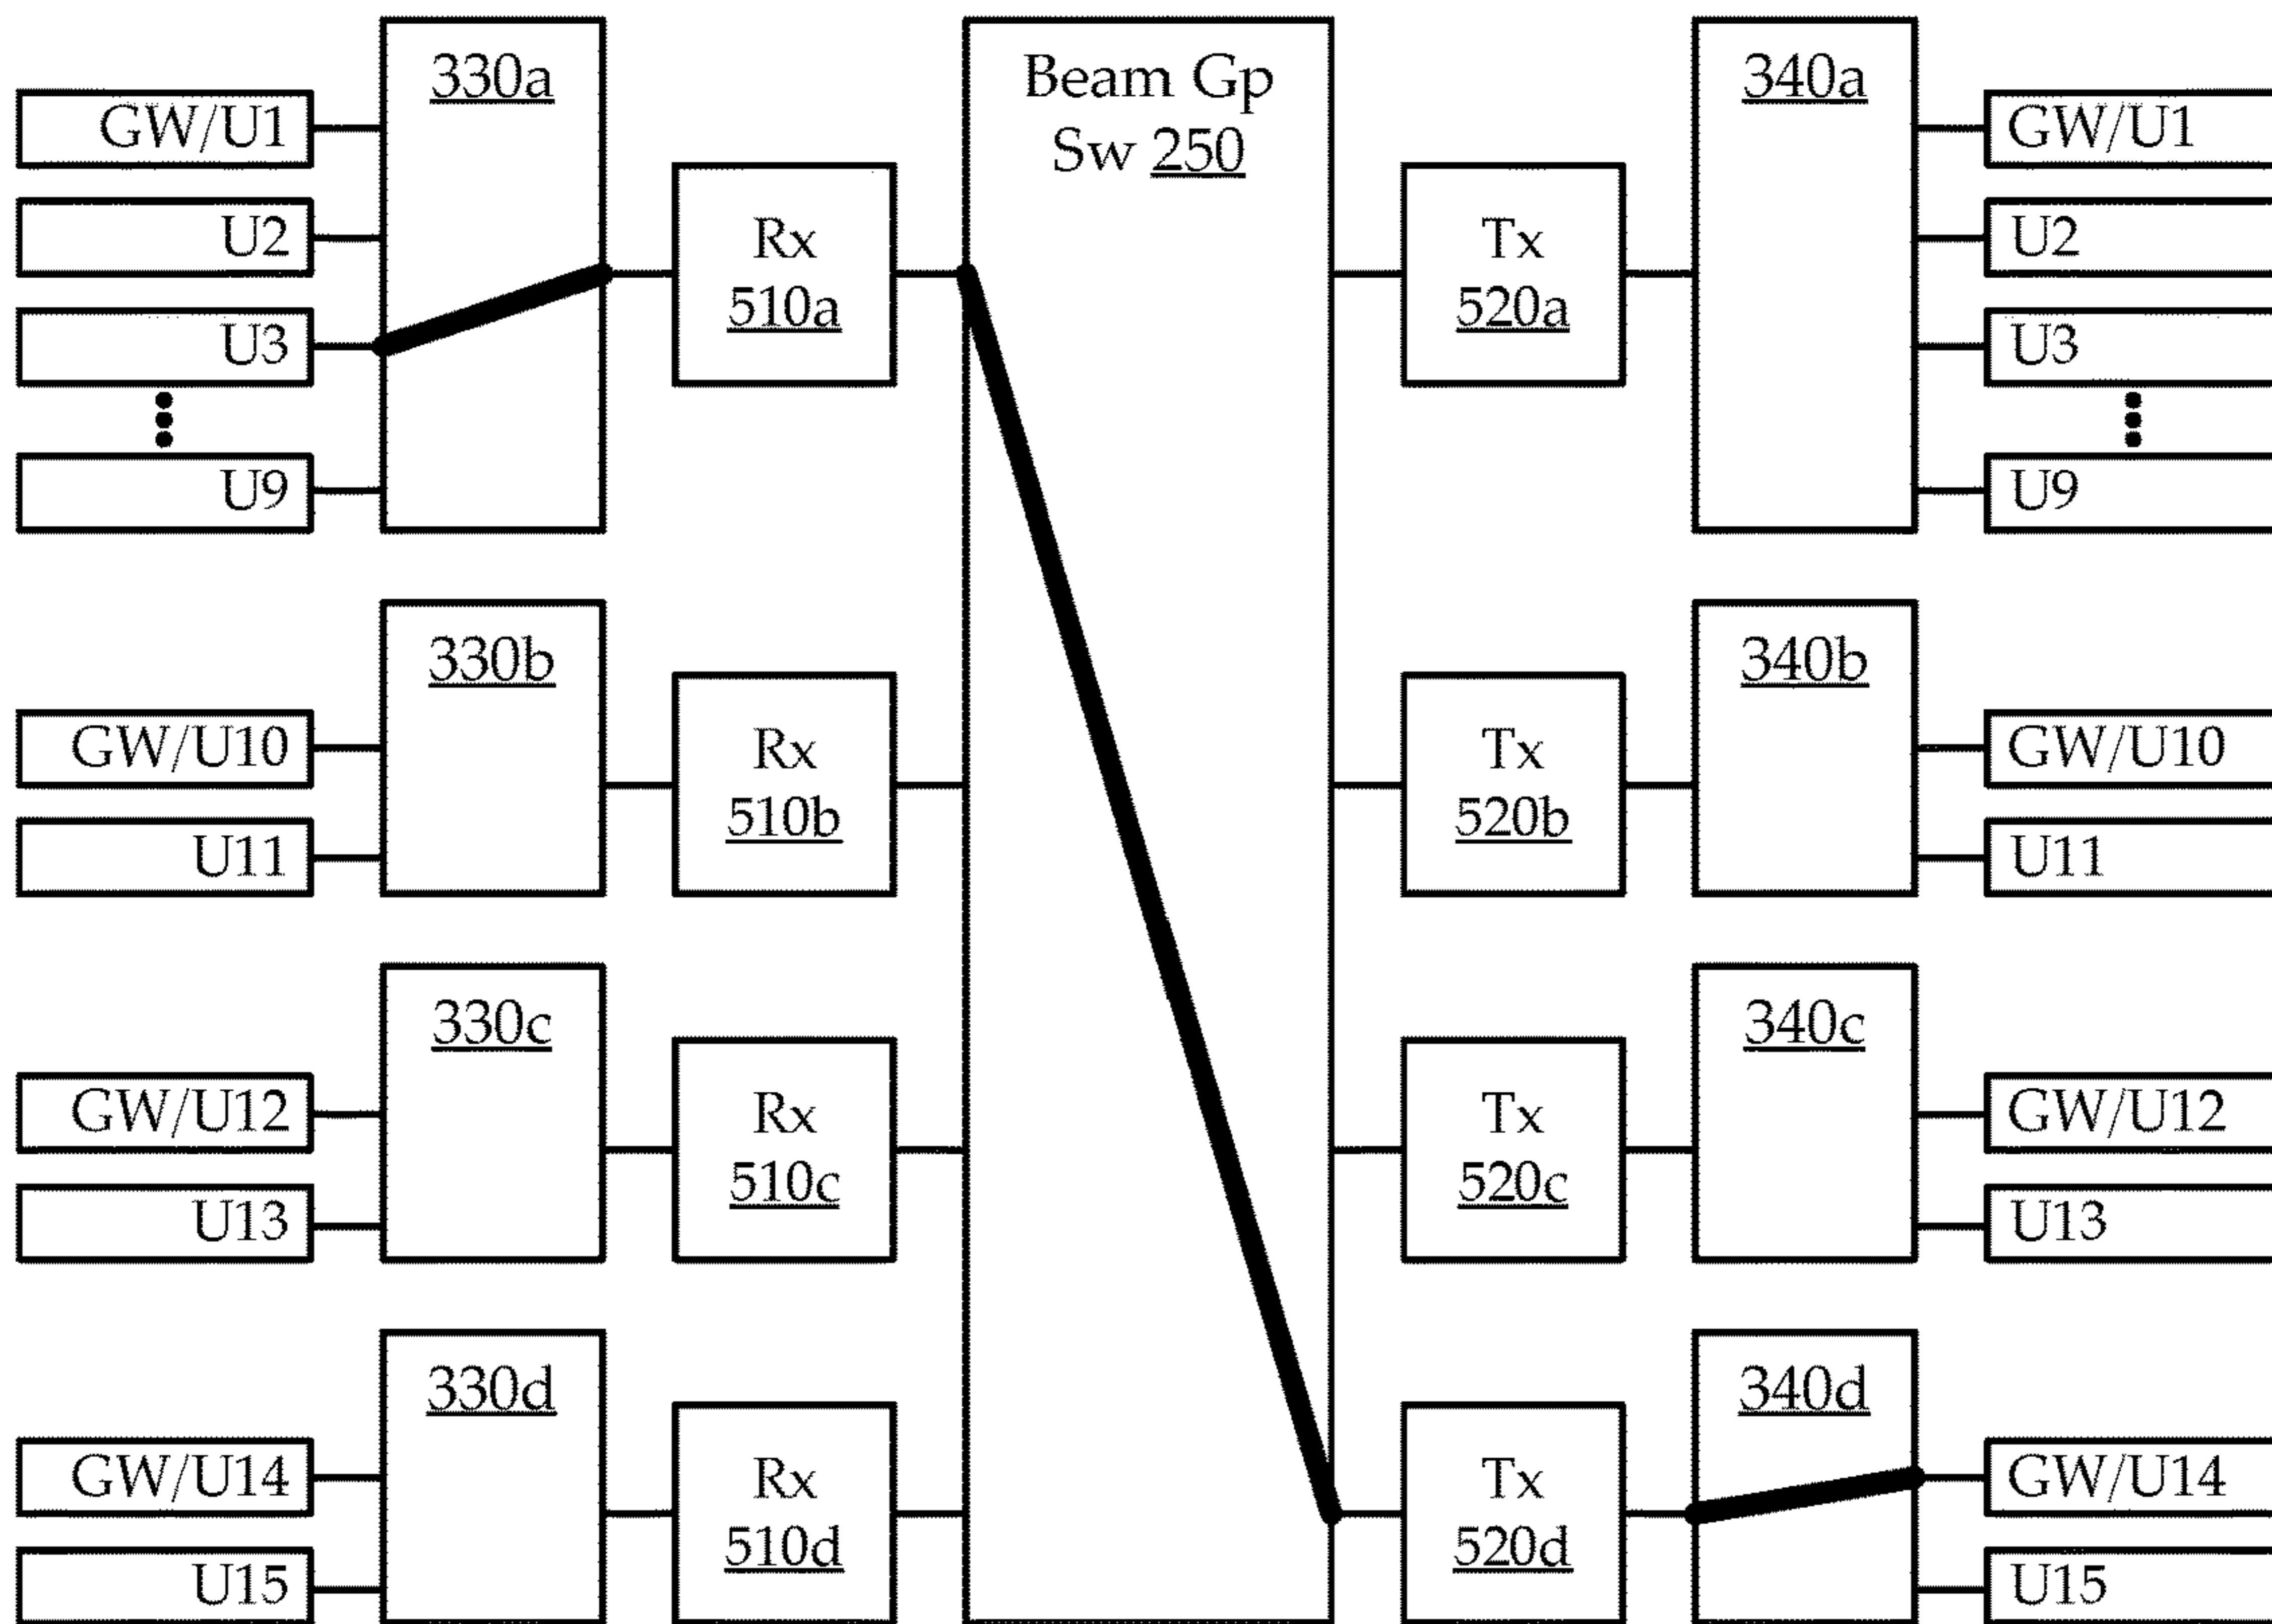 330a
GW/U1
U2
U3
U9
Rx
510a
330b
GW/U10
U11
Rx
510b
330c
GW/U12
U13
Rx
510c
330d
GW/U14
U15
Rx
510d
Beam Gp
Sw 250
Tx
520a
340a
GW/U1
U2
U3
U9
Tx
520b
340b
GW/U10
U11
Tx
520c
340c
GW/U12
U13
Tx
520d
340d
GW/U14
U15